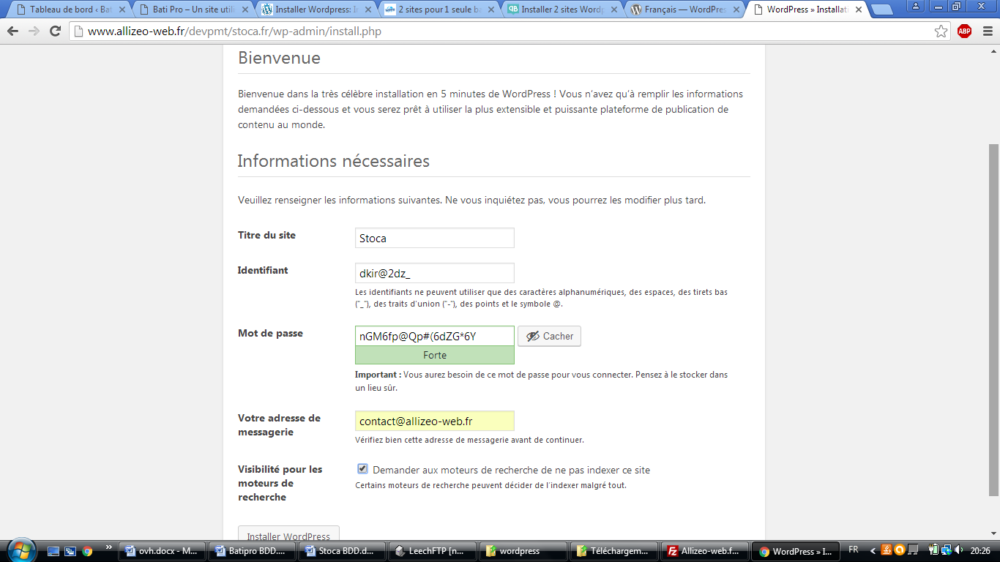 Tableau de bord ‹ Bat
Bati Pro – Un site util
Installer Wordpress: I
2 sites pour 1 seule b
Installer 2 sites Wordp
Français — WordPres
WordPress » Installati
www.allizeo-web.fr/devpmt/stoca.fr/wp-admin/install.php
ABP
Bienvenue
Bienvenue dans la très célèbre installation en 5 minutes de WordPress ! Vous n’avez qu’à remplir les informations
demandées ci-dessous et vous serez prêt à utiliser la plus extensible et puissante plateforme de publication de
contenu au monde.
Informations nécessaires
Veuillez renseigner les informations suivantes. Ne vous inquiétez pas, vous pourrez les modifier plus tard.
Titre du site
Stoca
Identifiant
dkir@2dz_
Les identifiants ne peuvent utiliser que des caractères alphanumériques, des espaces, des tirets bas
("_"), des traits d’union ("-"), des points et le symbole @.
Mot de passe
nGM6fp@Qp#(6dZG*6Y
Cacher
Forte
Important : Vous aurez besoin de ce mot de passe pour vous connecter. Pensez à le stocker dans
un lieu sûr.
Votre adresse de
messagerie
contact@allizeo-web.fr
Vérifiez bien cette adresse de messagerie avant de continuer.
Visibilité pour les
moteurs de
recherche
Demander aux moteurs de recherche de ne pas indexer ce site
Certains moteurs de recherche peuvent décider de l’indexer malgré tout.
Installer WordPress
»
ovh.docx - M...
Batipro BDD....
Stoca BDD.d...
LeechFTP [n...
wordpress
Téléchargem...
Allizeo-web.f...
WordPress » I...
FR
20:26